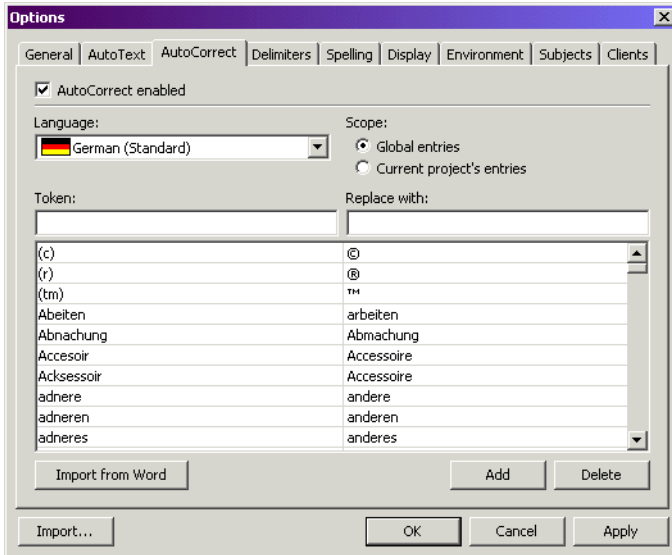 Options
General AutoText AutoCorrect Delimiters Spelling Display Environment Subjects Clients
AutoCorrect enabled
Language: Scope:
German (Standard) Global entries
Current project's entries
Token: Replace with:
(c) ©
(r) ®
(tm) ™
Abeiten arbeiten
Abnachung Abmachung
Accesoir Accessoire
Acksessoir Accessoire
adnere andere
adneren anderen
adneres anderes
Import from Word Add Delete
Import... OK Cancel Apply